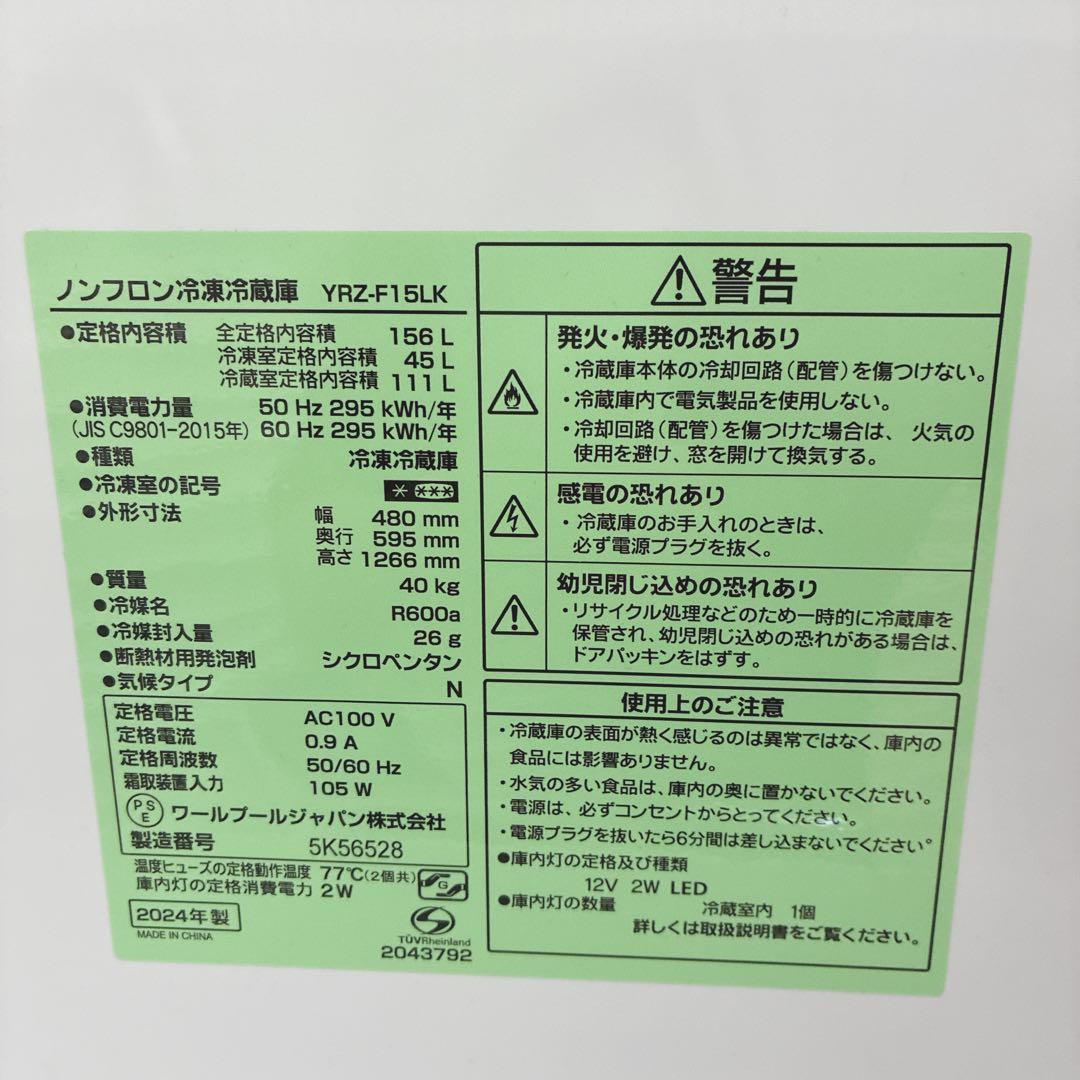 ノンフロン冷凍冷蔵庫 YRZ-F15LK
●定格内容積 全定格内容積 156 L
冷凍室定格内容積 45 L
冷蔵室定格内容積 111 L
●消費電力量 50 Hz 295 kWh/年
(JIS C9801-2015年) 60 Hz 295 kWh/年
●種類 冷凍冷蔵庫
●冷凍室の記号 * ***
●外形寸法 幅 480 mm
奥行 595 mm
高さ 1266 mm
●質量 40 kg
●冷媒名 R600a
●冷媒封入量 26 g
●断熱材用発泡剤 シクロペンタン
●気候タイプ N
定格電圧 AC100 V
定格電流 0.9 A
定格周波数 50/60 Hz
霜取装置入力 105 W
PSE ワールプールジャパン株式会社
製造番号 5K56528
温度ヒューズの定格動作温度 77℃(2個共)
庫内灯の定格消費電力 2W
G
2024年製
MADE IN CHINA
TÜVRheinland
2043792
警告
発火・爆発の恐れあり
・冷蔵庫本体の冷却回路(配管)を傷つけない。
・冷蔵庫内で電気製品を使用しない。
・冷却回路(配管)を傷つけた場合は、火気の
使用を避け、窓を開けて換気する。
感電の恐れあり
・冷蔵庫のお手入れのときは、
必ず電源プラグを抜く。
幼児閉じ込めの恐れあり
・リサイクル処理などのため一時的に冷蔵庫を
保管され、幼児閉じ込めの恐れがある場合は、
ドアパッキンをはずす。
使用上のご注意
・冷蔵庫の表面が熱く感じるのは異常ではなく、庫内の
食品には影響ありません。
・水気の多い食品は、庫内の奥に置かないでください。
・電源は、必ずコンセントからとってください。
・電源プラグを抜いたら6分間は差し込まないでください。
●庫内灯の定格及び種類
12V 2W LED
●庫内灯の数量 冷蔵室内 1個
詳しくは取扱説明書をご覧ください。